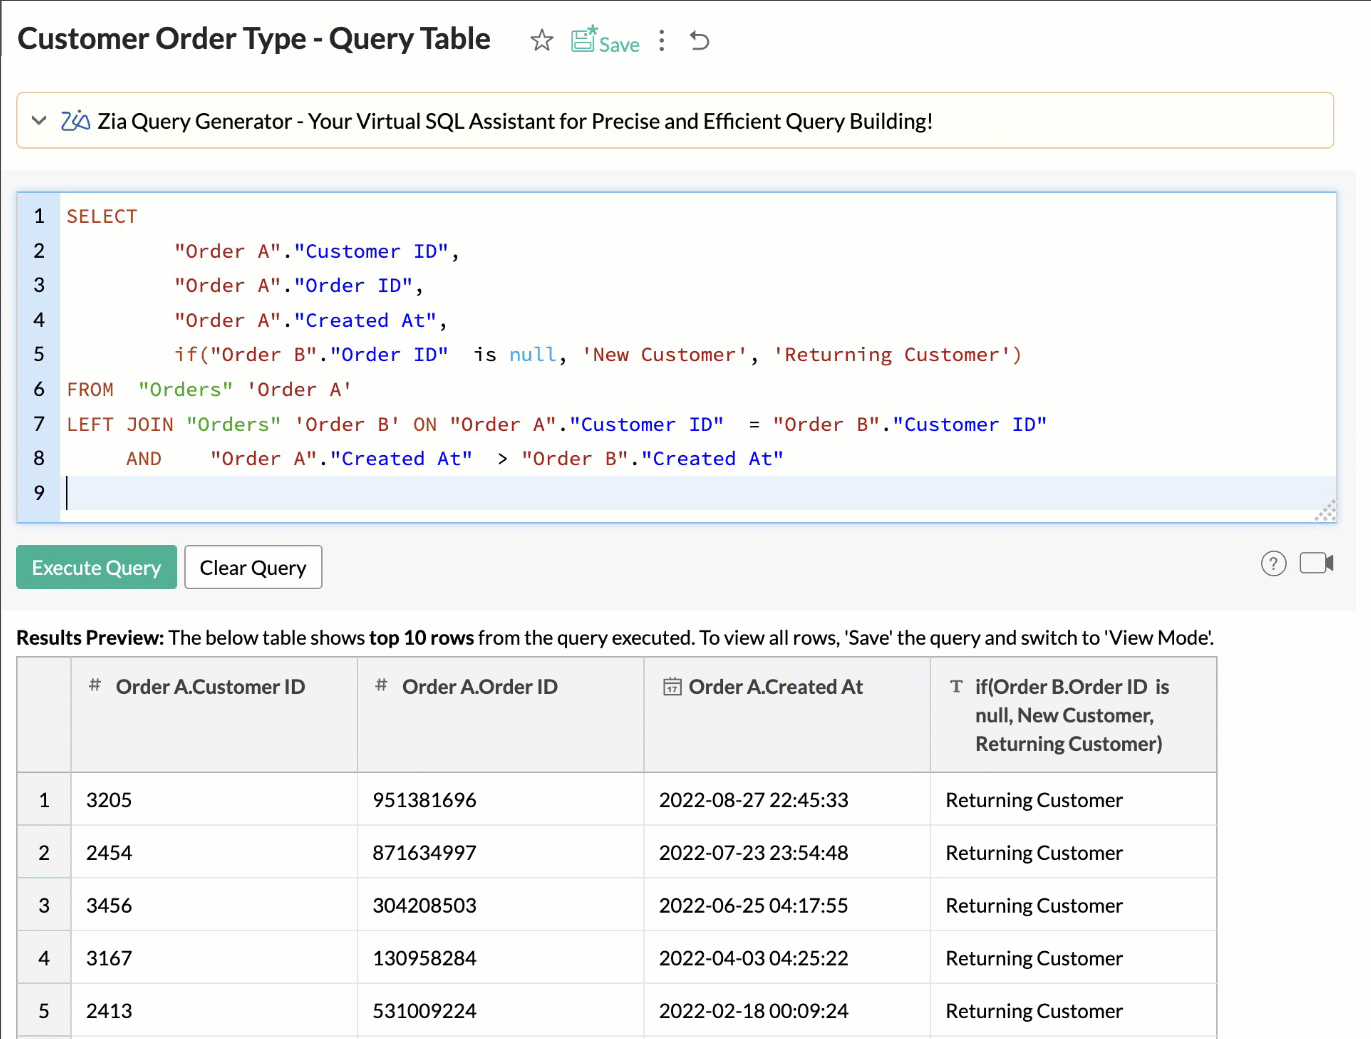 Customer Order Type - Query Table
Save
Zia Zia Query Generator - Your Virtual SQL Assistant for Precise and Efficient Query Building!
1 SELECT
2 "Order A"."Customer ID",
3 "Order A"."Order ID",
4 "Order A"."Created At",
5 if("Order B"."Order ID"  is null, 'New Customer', 'Returning Customer')
6 FROM  "Orders" 'Order A'
7 LEFT JOIN "Orders" 'Order B' ON "Order A"."Customer ID"  = "Order B"."Customer ID"
8 AND    "Order A"."Created At"  > "Order B"."Created At"
9
Execute Query Clear Query ?
Results Preview: The below table shows top 10 rows from the query executed. To view all rows, 'Save' the query and switch to 'View Mode'.
# Order A.Customer ID # Order A.Order ID 17 Order A.Created At T if(Order B.Order ID  is
null, New Customer,
Returning Customer)
1 3205 951381696 2022-08-27 22:45:33 Returning Customer
2 2454 871634997 2022-07-23 23:54:48 Returning Customer
3 3456 304208503 2022-06-25 04:17:55 Returning Customer
4 3167 130958284 2022-04-03 04:25:22 Returning Customer
5 2413 531009224 2022-02-18 00:09:24 Returning Customer